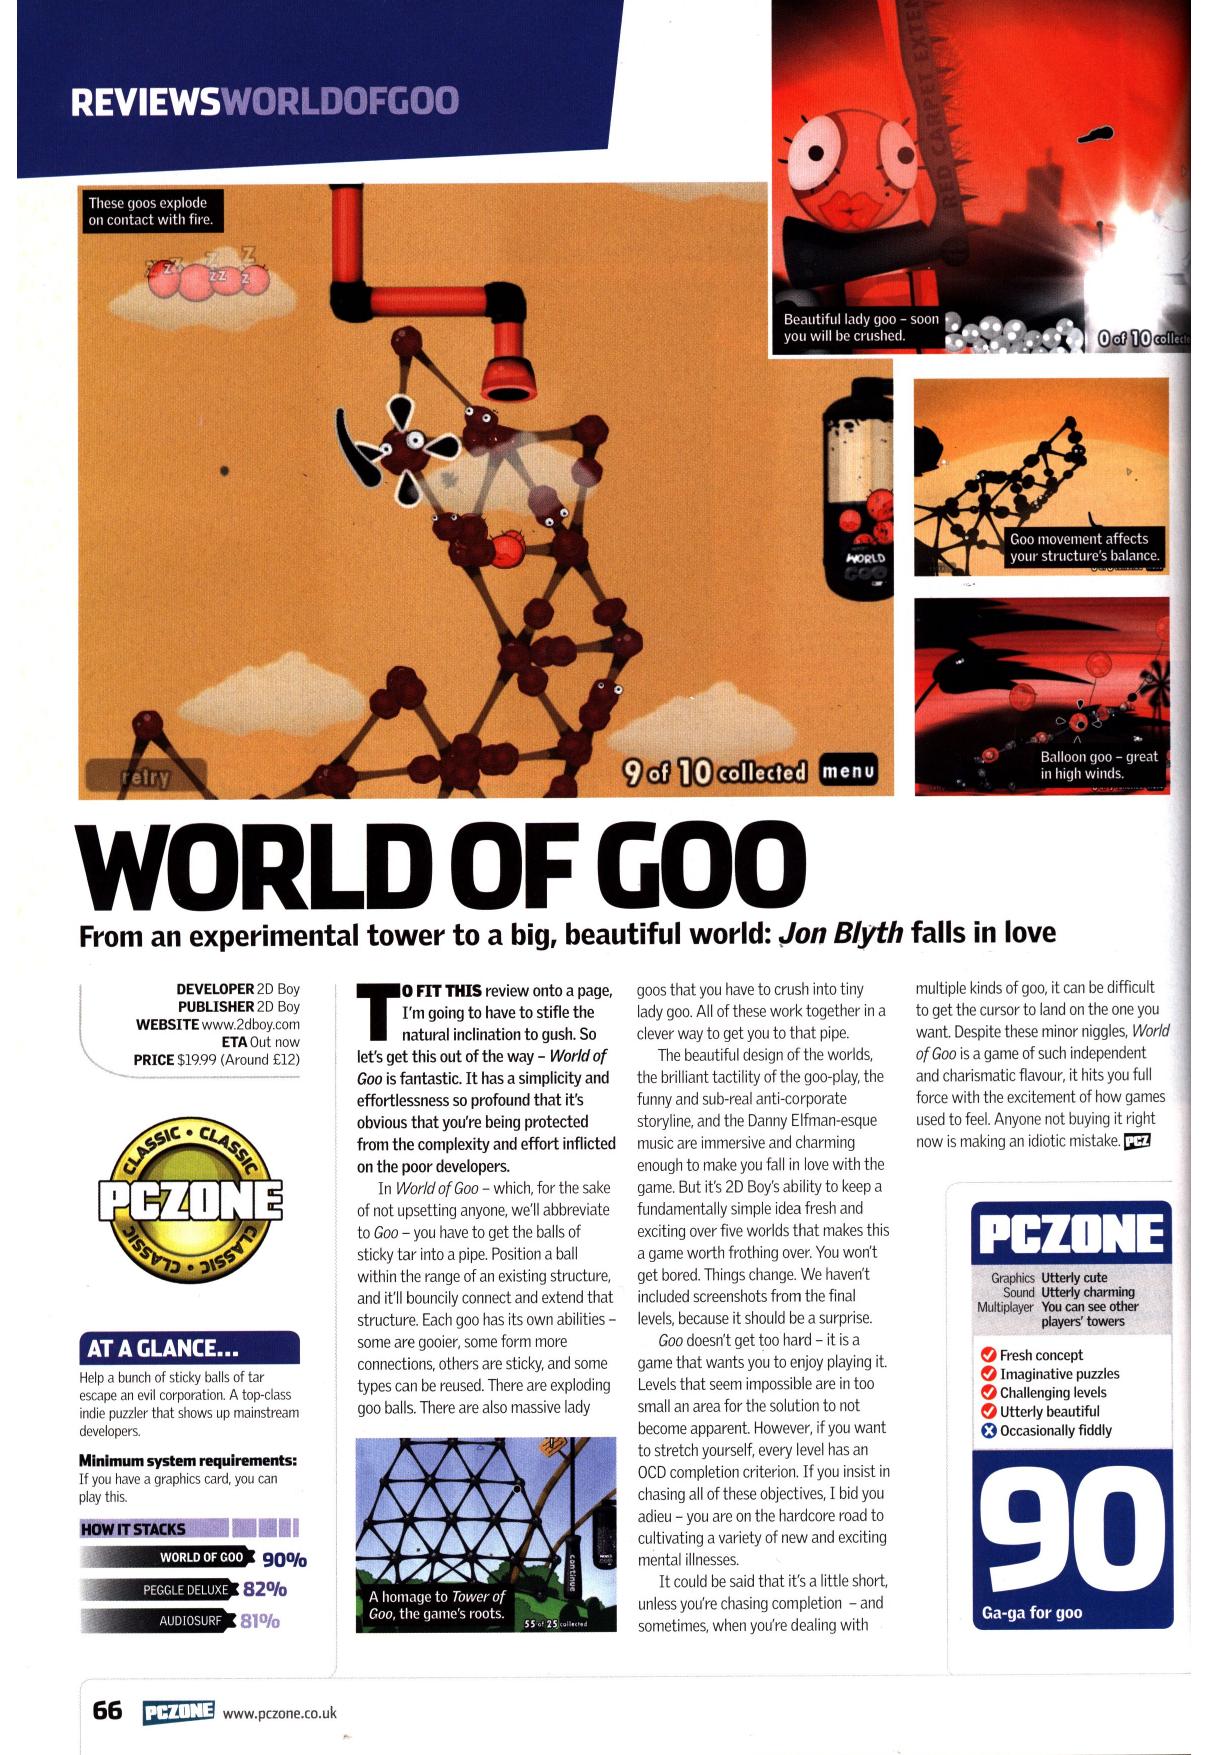 REVIEWSWORLDOFGOO
These goos explode
on contact with fire.
Z Z Z Z Z Z Z
RED CARPET EXTEN
Beautiful lady goo – soon
you will be crushed.
0 of 10 collecte
WORLD
GOO
Goo movement affects
your structure's balance.
Balloon goo – great
in high winds.
retry
9 of 10 collected menu
WORLD OF GOO
From an experimental tower to a big, beautiful world: Jon Blyth falls in love
DEVELOPER 2D Boy
PUBLISHER 2D Boy
WEBSITE www.2dboy.com
ETA Out now
PRICE $19.99 (Around £12)
CLASSIC • CLASSIC
PCZONE
CLASSIC • CLASSIC
AT A GLANCE...
Help a bunch of sticky balls of tar
escape an evil corporation. A top-class
indie puzzler that shows up mainstream
developers.
Minimum system requirements:
If you have a graphics card, you can
play this.
HOW IT STACKS
WORLD OF GOO 90%
PEGGLE DELUXE 82%
AUDIOSURF 81%
TO FIT THIS review onto a page,
I'm going to have to stifle the
natural inclination to gush. So
let's get this out of the way – World of
Goo is fantastic. It has a simplicity and
effortlessness so profound that it's
obvious that you're being protected
from the complexity and effort inflicted
on the poor developers.
In World of Goo – which, for the sake
of not upsetting anyone, we'll abbreviate
to Goo – you have to get the balls of
sticky tar into a pipe. Position a ball
within the range of an existing structure,
and it'll bouncily connect and extend that
structure. Each goo has its own abilities –
some are gooier, some form more
connections, others are sticky, and some
types can be reused. There are exploding
goo balls. There are also massive lady
continue
A homage to Tower of
Goo, the game's roots.
55 of 25 collected
goos that you have to crush into tiny
lady goo. All of these work together in a
clever way to get you to that pipe.
The beautiful design of the worlds,
the brilliant tactility of the goo-play, the
funny and sub-real anti-corporate
storyline, and the Danny Elfman-esque
music are immersive and charming
enough to make you fall in love with the
game. But it's 2D Boy's ability to keep a
fundamentally simple idea fresh and
exciting over five worlds that makes this
a game worth frothing over. You won't
get bored. Things change. We haven't
included screenshots from the final
levels, because it should be a surprise.
Goo doesn't get too hard – it is a
game that wants you to enjoy playing it.
Levels that seem impossible are in too
small an area for the solution to not
become apparent. However, if you want
to stretch yourself, every level has an
OCD completion criterion. If you insist in
chasing all of these objectives, I bid you
adieu – you are on the hardcore road to
cultivating a variety of new and exciting
mental illnesses.
It could be said that it's a little short,
unless you're chasing completion – and
sometimes, when you're dealing with
multiple kinds of goo, it can be difficult
to get the cursor to land on the one you
want. Despite these minor niggles, World
of Goo is a game of such independent
and charismatic flavour, it hits you full
force with the excitement of how games
used to feel. Anyone not buying it right
now is making an idiotic mistake. PCZ
PCZONE
Graphics Utterly cute
Sound Utterly charming
Multiplayer You can see other
players' towers
Fresh concept
Imaginative puzzles
Challenging levels
Utterly beautiful
Occasionally fiddly
90
Ga-ga for goo
66 PCZONE www.pczone.co.uk